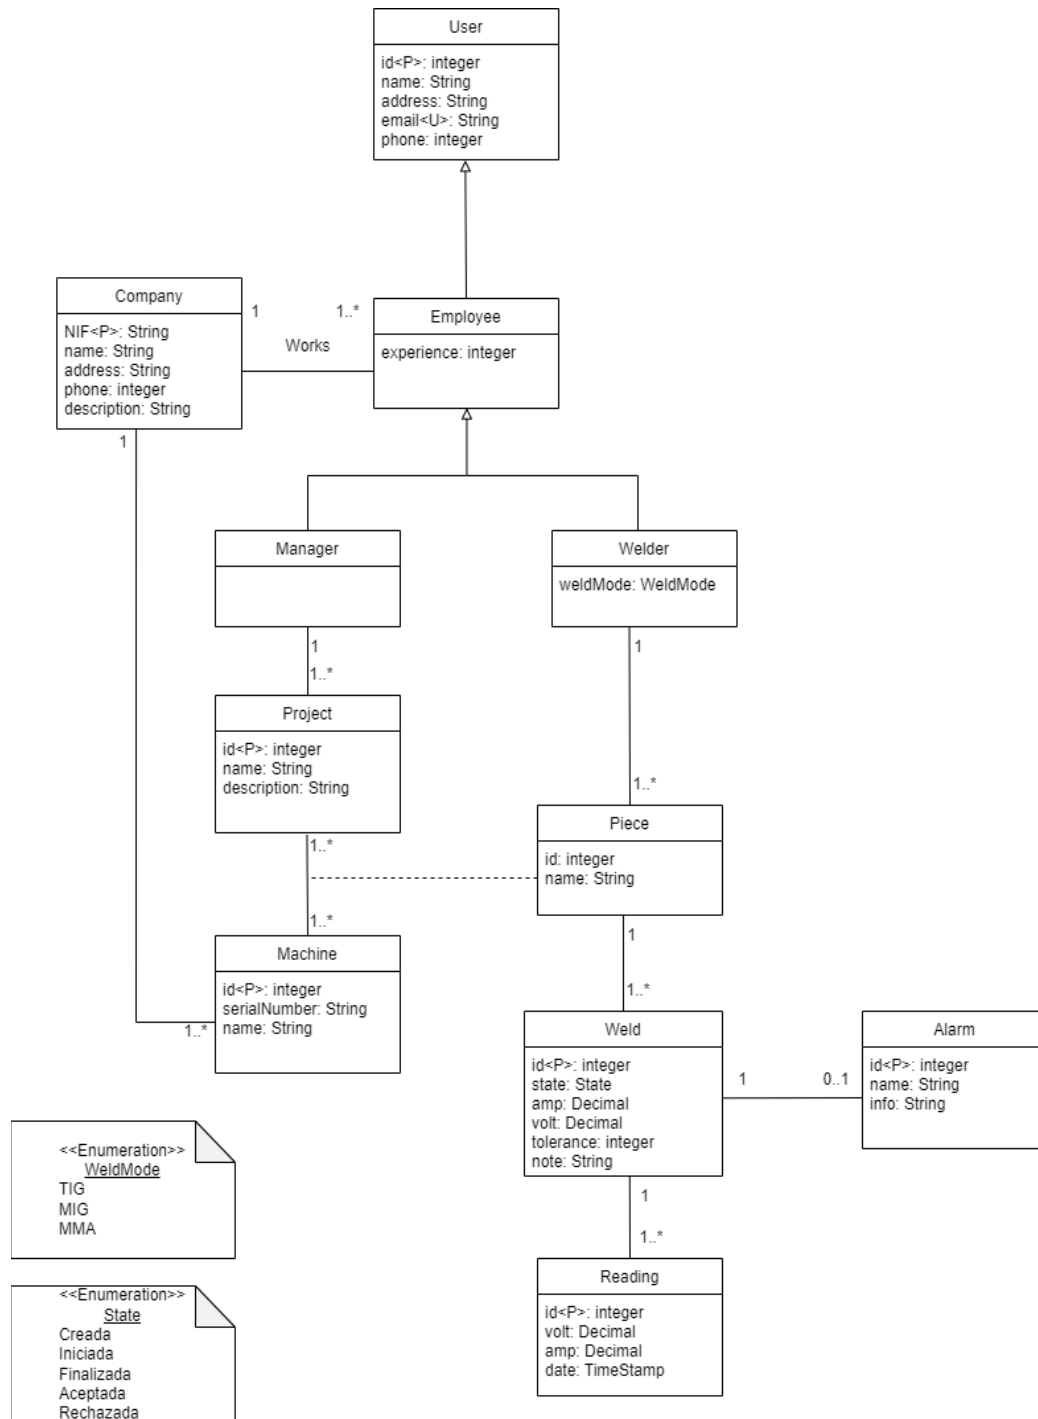 User
id<P>: integer
name: String
address: String
email<U>: String
phone: integer
Company
NIF<P>: String
name: String
address: String
phone: integer
description: String
1
1..*
Works
Employee
experience: integer
1
Manager
Welder
weldMode: WeldMode
1
1..*
1
1..*
Project
id<P>: integer
name: String
description: String
Piece
id: integer
name: String
1..*
1..*
Machine
id<P>: integer
serialNumber: String
name: String
1..*
1
1..*
Weld
id<P>: integer
state: State
amp: Decimal
volt: Decimal
tolerance: integer
note: String
1
0..1
Alarm
id<P>: integer
name: String
info: String
1
1..*
<<Enumeration>>
WeldMode
TIG
MIG
MMA
Reading
id<P>: integer
volt: Decimal
amp: Decimal
date: TimeStamp
<<Enumeration>>
State
Creada
Iniciada
Finalizada
Aceptada
Rechazada